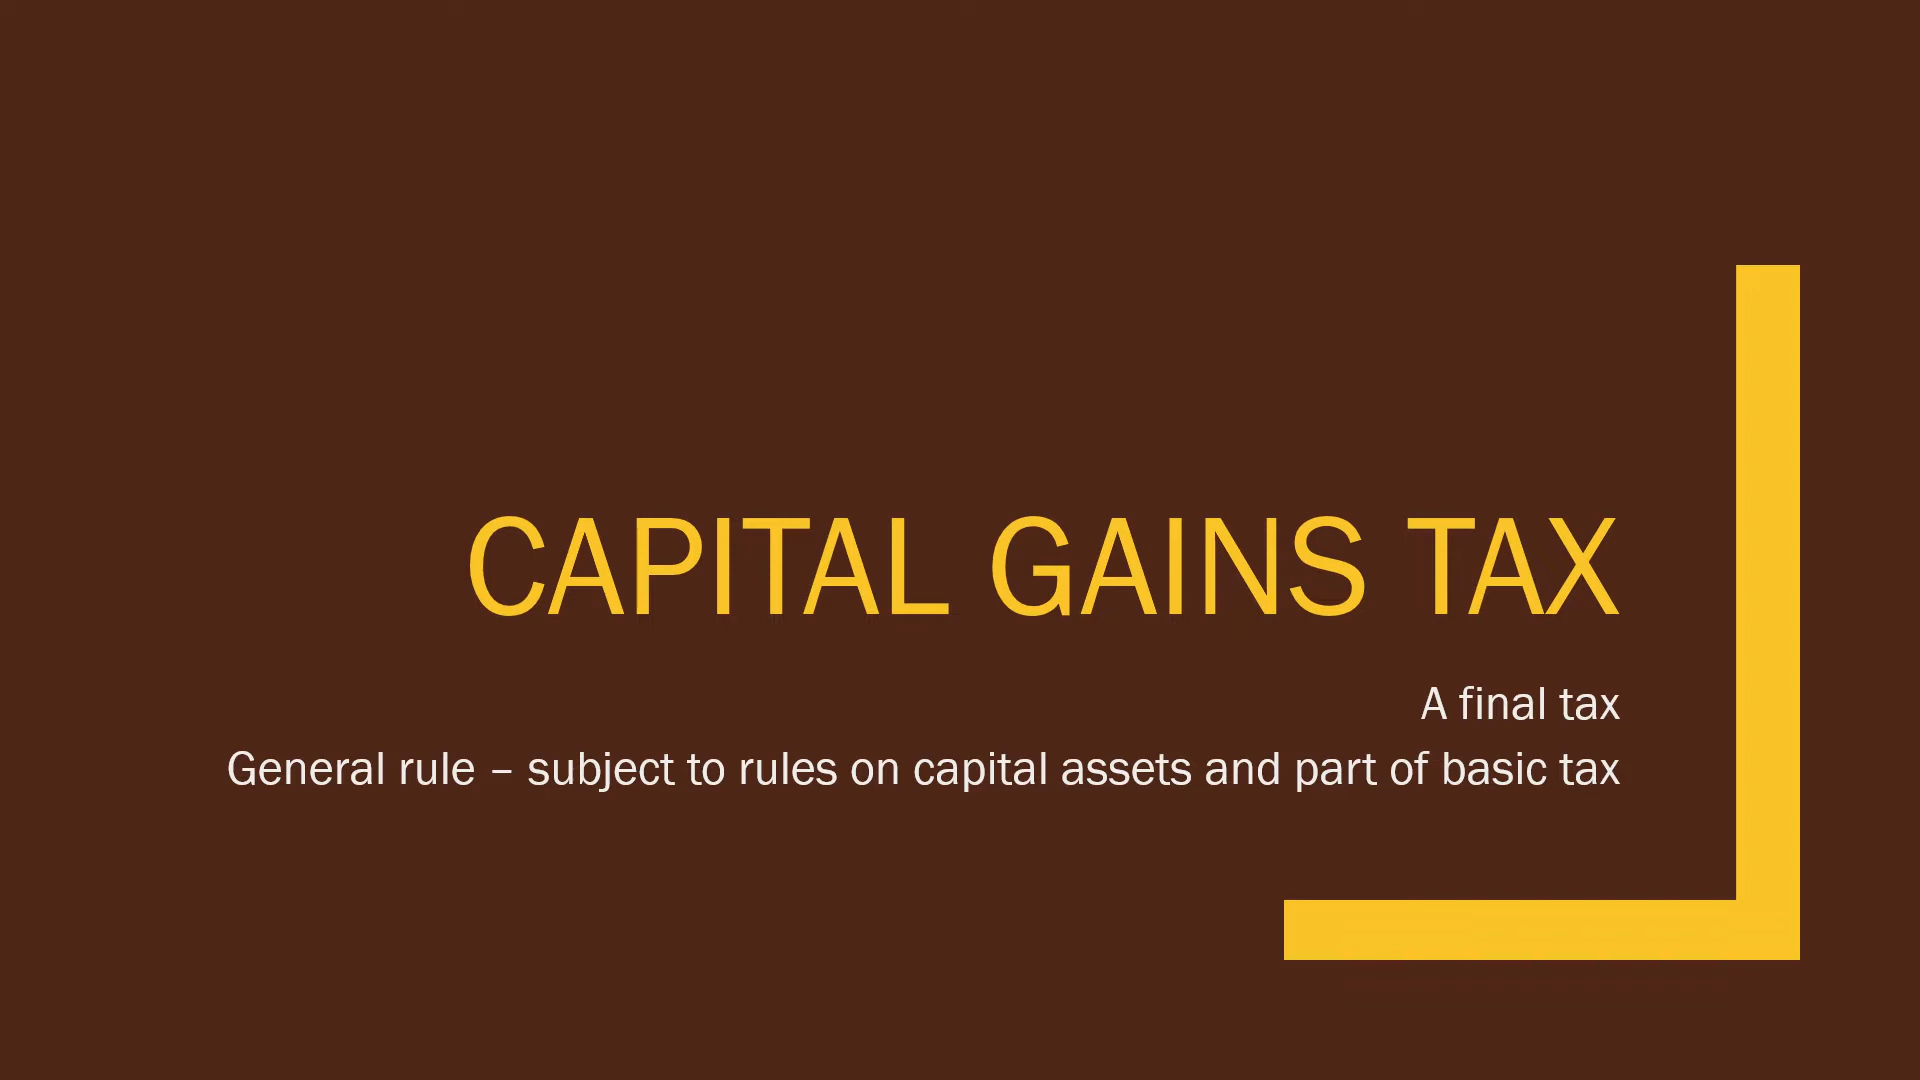 CAPITAL GAINS TAX
A final tax
General rule – subject to rules on capital assets and part of basic tax